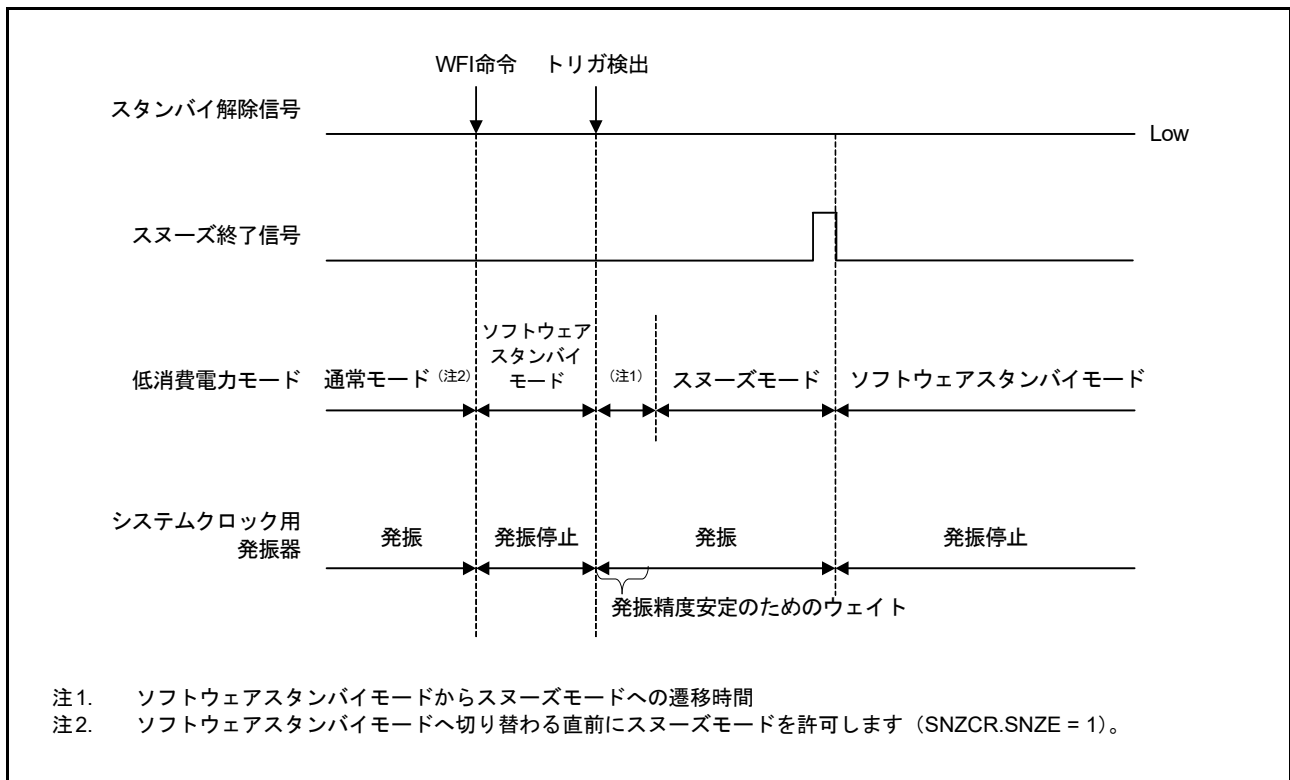 WFI命令 トリガ検出
スタンバイ解除信号
Low
スヌーズ終了信号
低消費電力モード
通常モード（注2）
ソフトウェア
スタンバイ
モード
（注1）
スヌーズモード
ソフトウェアスタンバイモード
システムクロック用
発振器
発振
発振停止
発振
発振停止
発振精度安定のためのウェイト
注1. ソフトウェアスタンバイモードからスヌーズモードへの遷移時間
注2. ソフトウェアスタンバイモードへ切り替わる直前にスヌーズモードを許可します（SNZCR.SNZE = 1）。